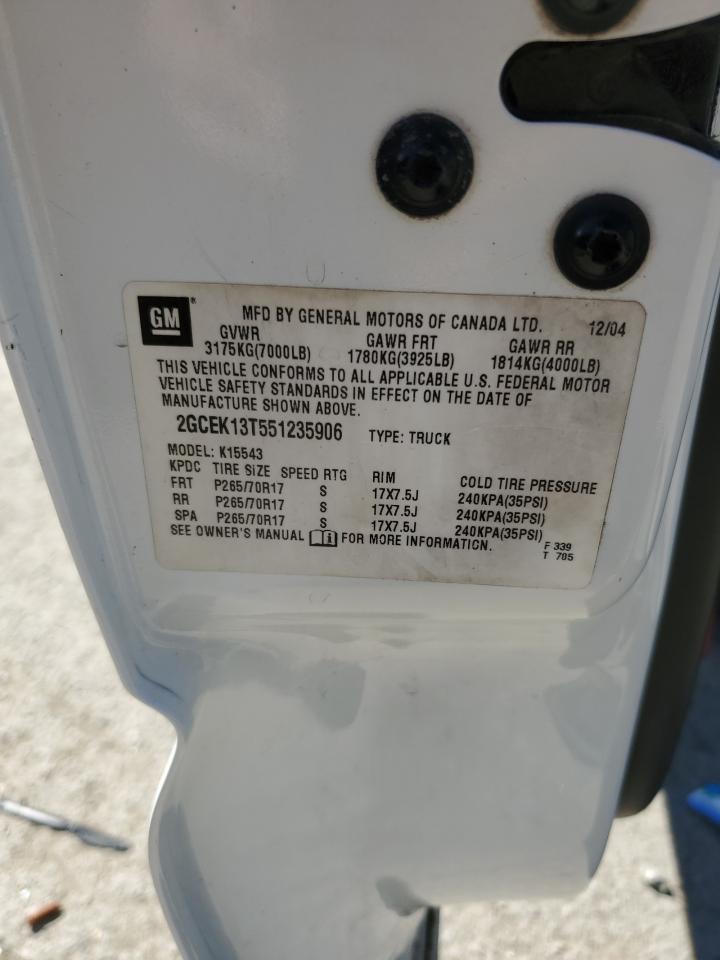 GM ® MFD BY GENERAL MOTORS OF CANADA LTD. 12/04
GVWR GAWR FRT GAWR RR
3175KG(7000LB) 1780KG(3925LB) 1814KG(4000LB)
THIS VEHICLE CONFORMS TO ALL APPLICABLE U.S. FEDERAL MOTOR
VEHICLE SAFETY STANDARDS IN EFFECT ON THE DATE OF
MANUFACTURE SHOWN ABOVE.
2GCEK13T551235906 TYPE: TRUCK
MODEL: K15543
KPDC TIRE SIZE SPEED RTG RIM COLD TIRE PRESSURE
FRT P265/70R17 S 17X7.5J 240KPA(35PSI)
RR P265/70R17 S 17X7.5J 240KPA(35PSI)
SPA P265/70R17 S 17X7.5J 240KPA(35PSI)
SEE OWNER'S MANUAL FOR MORE INFORMATION. F 339
T 705